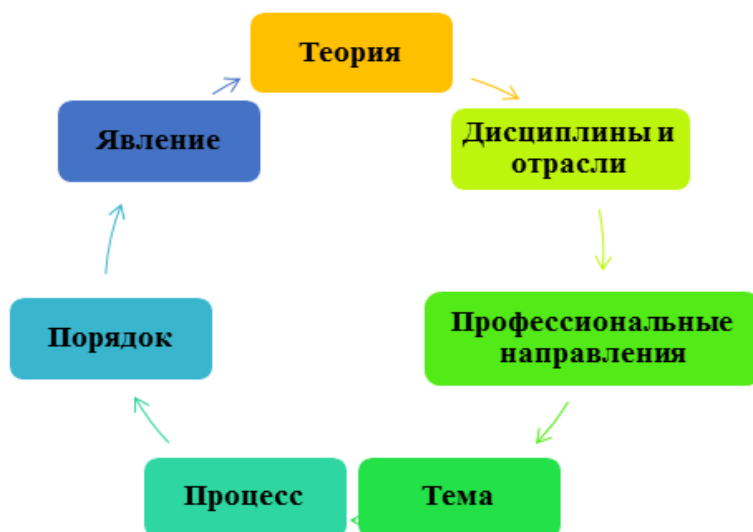 Теория
Дисциплины и
отрасли
Профессиональные
направления
Тема
Процесс
Порядок
Явление